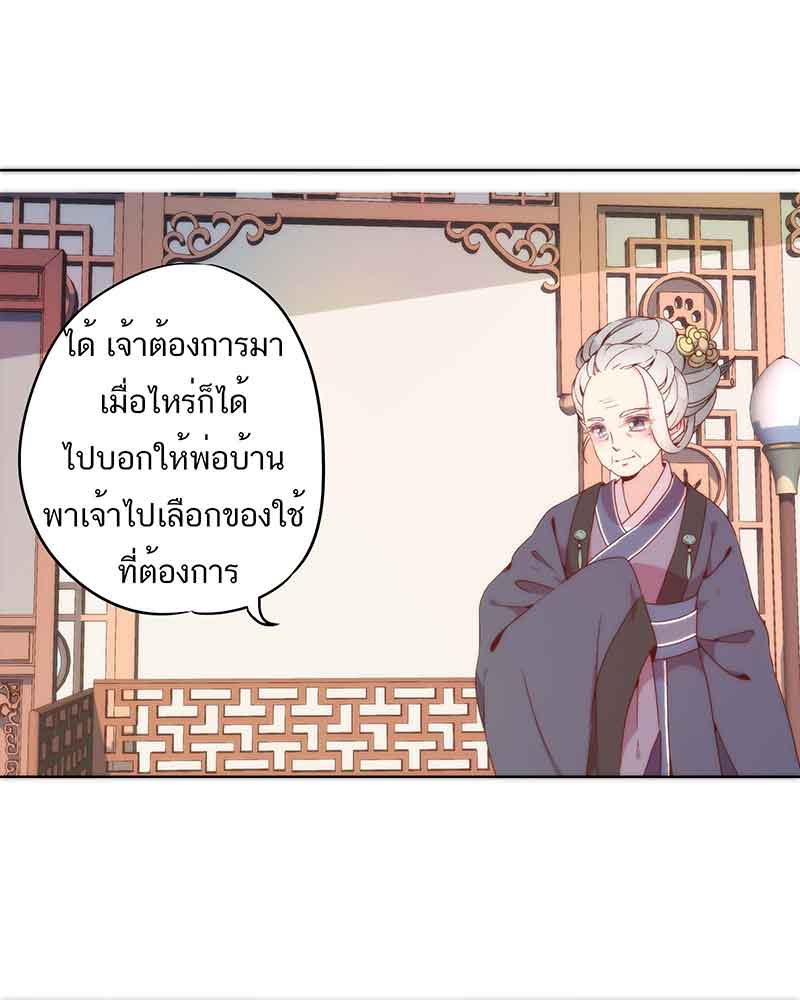 ได้ เจ้าต้องการมา
เมื่อไหร่ก็ได้
ไปบอกให้พ่อบ้าน
พาเจ้าไปเลือกของใช้
ที่ต้องการ